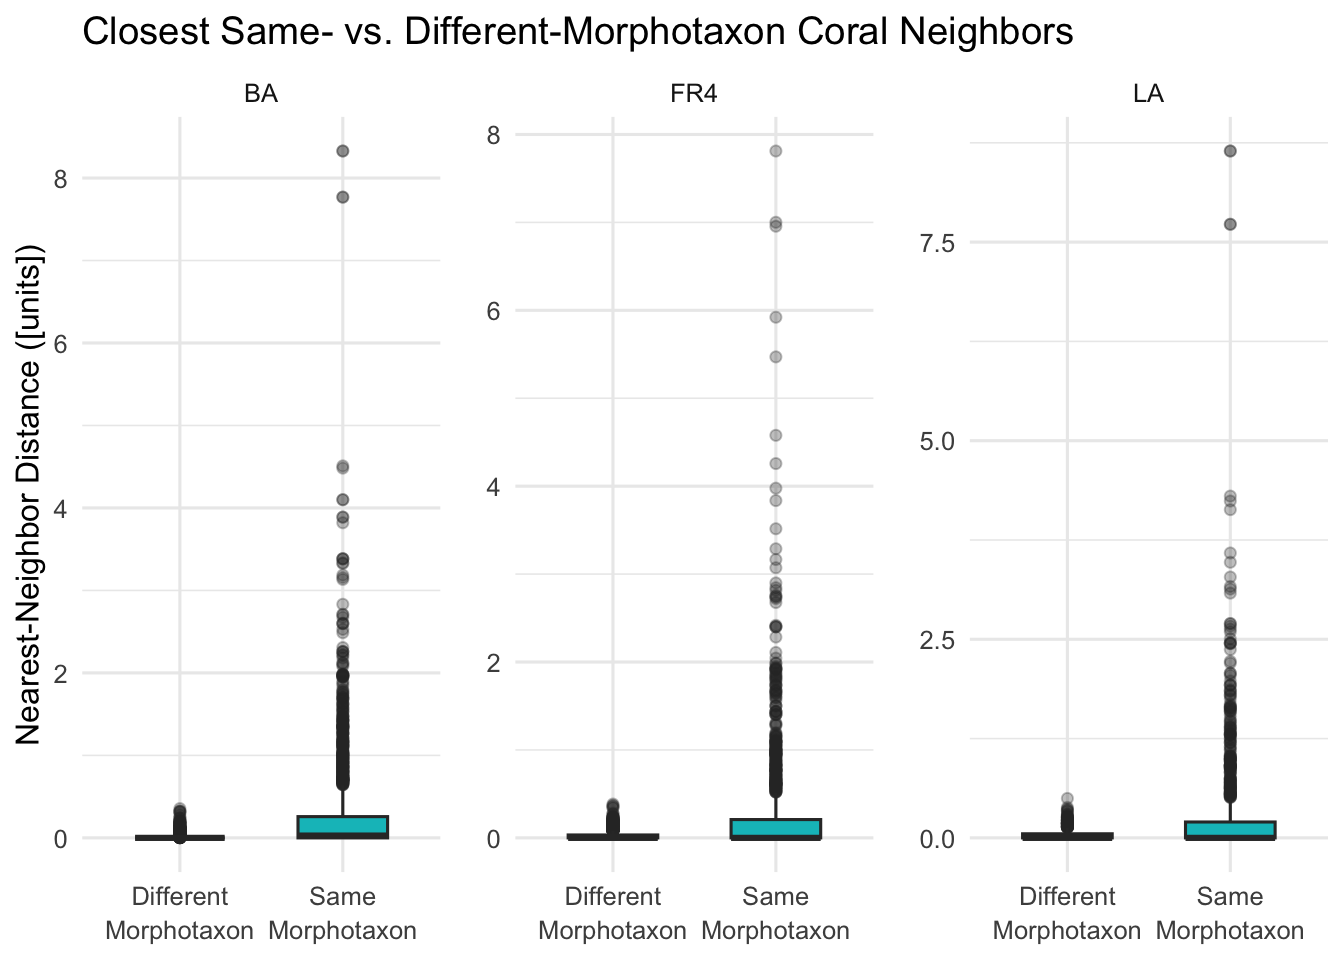 Closest Same- vs. Different-Morphotaxon Coral Neighbors
BA
FR4
LA
Nearest-Neighbor Distance ([units])
8
6
4
2
0
8
6
4
2
0
7.5
5.0
2.5
0.0
Different
Morphotaxon
Same
Morphotaxon
Different
Morphotaxon
Same
Morphotaxon
Different
Morphotaxon
Same
Morphotaxon